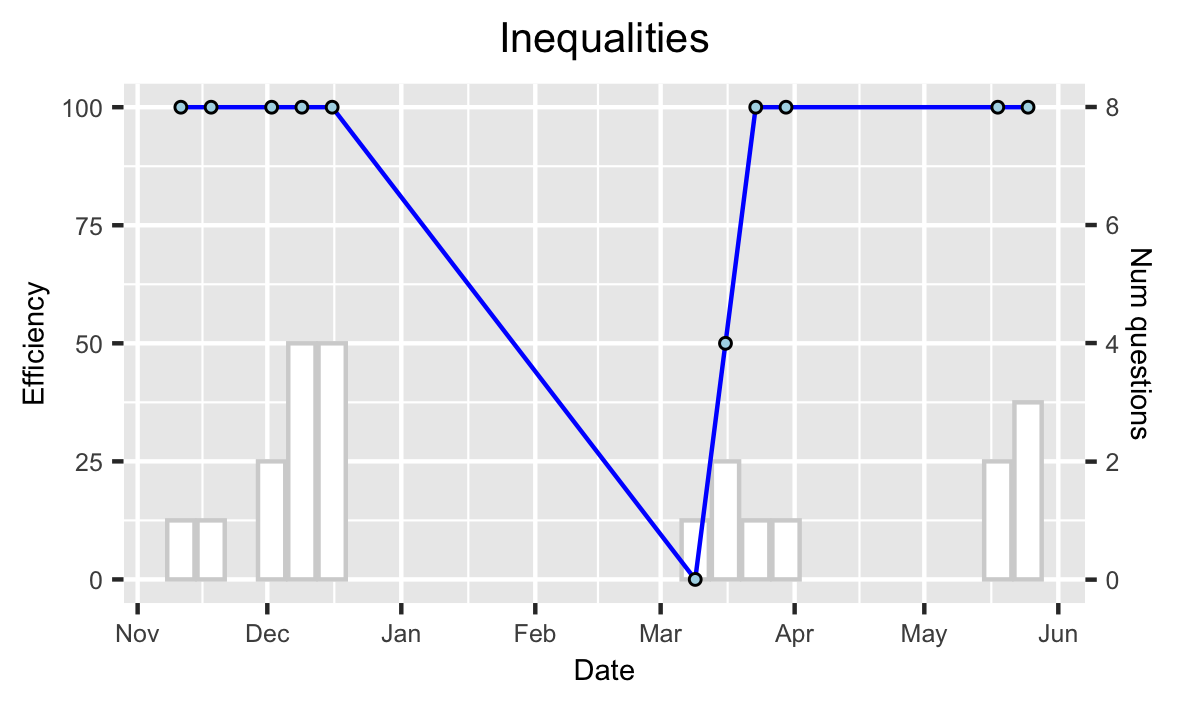 Inequalities
100
75
50
25
0
Efficiency
8
6
4
2
0
Num questions
Nov Dec Jan Feb Mar Apr May Jun
Date